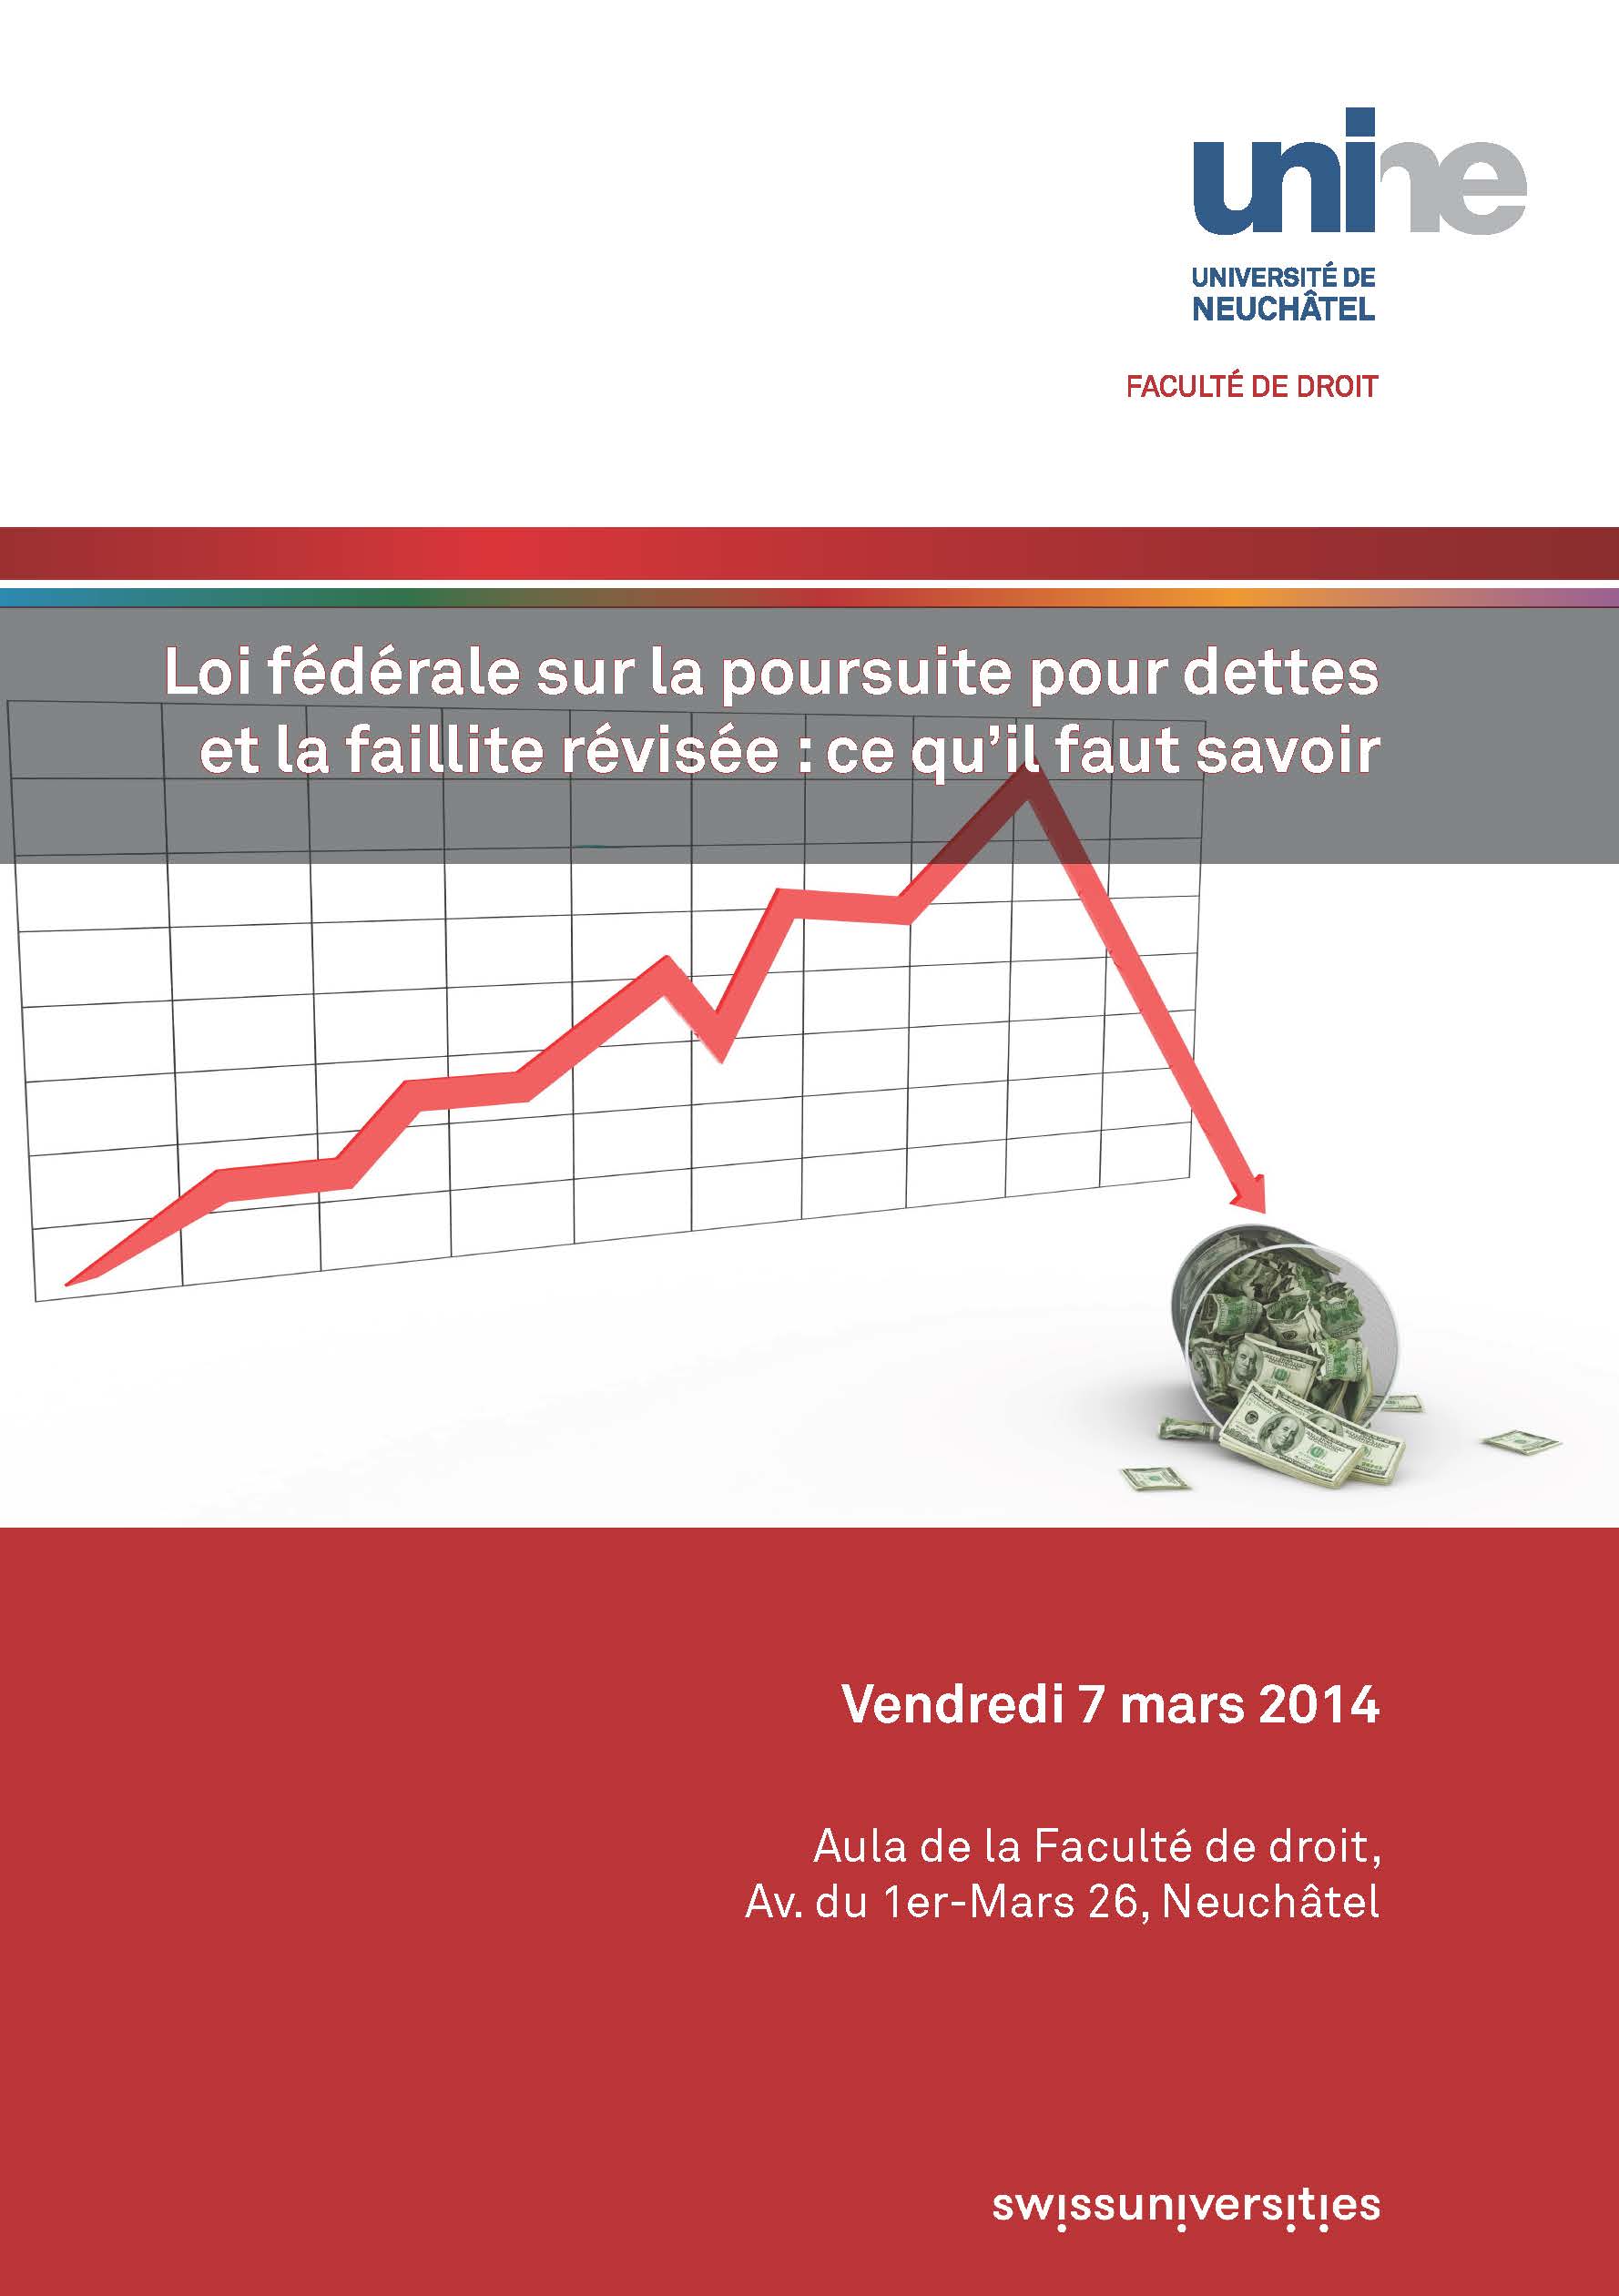 unine
UNIVERSITÉ DE
NEUCHÂTEL
FACULTÉ DE DROIT
Loi fédérale sur la poursuite pour dettes
et la faillite révisée : ce qu’il faut savoir
Vendredi 7 mars 2014
Aula de la Faculté de droit,
Av. du 1er-Mars 26, Neuchâtel
swissuniversities